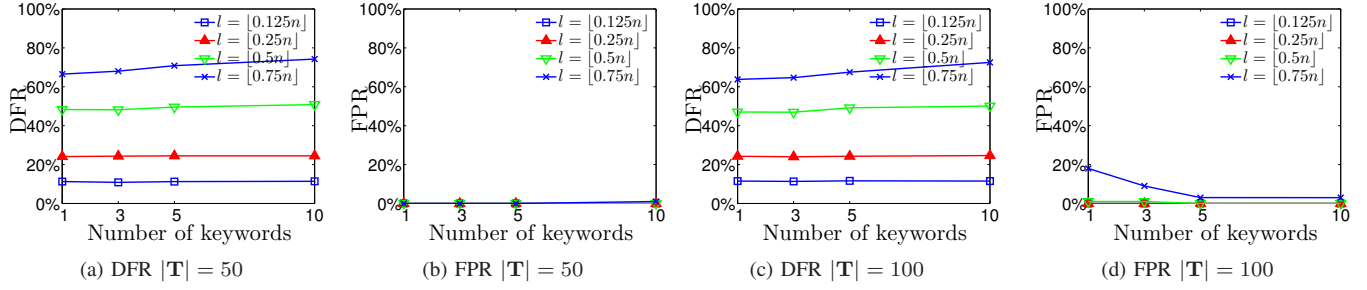 100%
80%
60%
40%
20%
0%
DFR
l = ⌊0.125n⌋
l = ⌊0.25n⌋
l = ⌊0.5n⌋
l = ⌊0.75n⌋
1 3 5 10
Number of keywords
(a) DFR |T| = 50
100%
80%
60%
40%
20%
0%
FPR
l = ⌊0.125n⌋
l = ⌊0.25n⌋
l = ⌊0.5n⌋
l = ⌊0.75n⌋
1 3 5 10
Number of keywords
(b) FPR |T| = 50
100%
80%
60%
40%
20%
0%
DFR
l = ⌊0.125n⌋
l = ⌊0.25n⌋
l = ⌊0.5n⌋
l = ⌊0.75n⌋
1 3 5 10
Number of keywords
(c) DFR |T| = 100
100%
80%
60%
40%
20%
0%
FPR
l = ⌊0.125n⌋
l = ⌊0.25n⌋
l = ⌊0.5n⌋
l = ⌊0.75n⌋
1 3 5 10
Number of keywords
(d) FPR |T| = 100